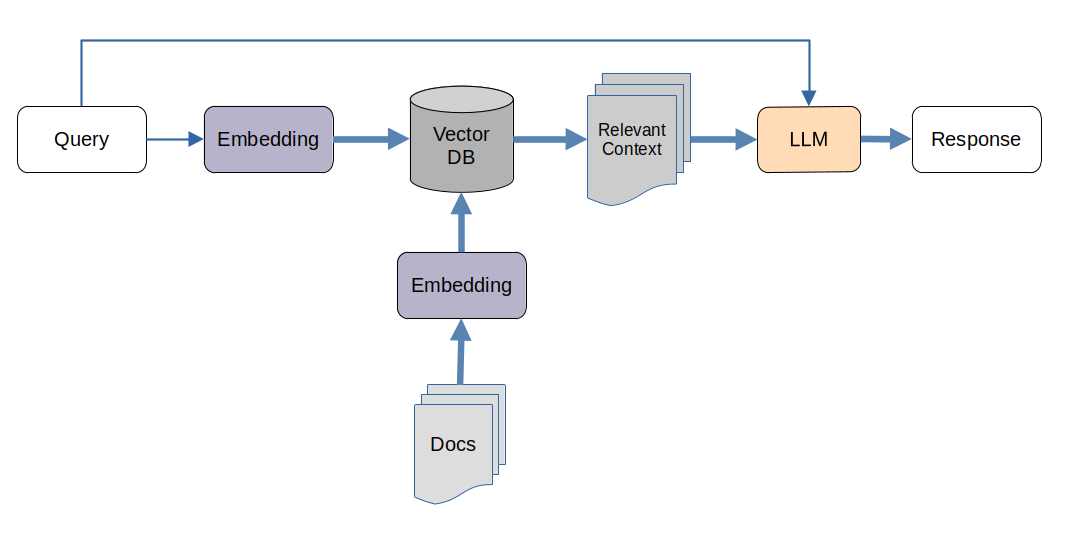 Query
Embedding
Vector
DB
Relevant
Context
LLM
Response
Embedding
Docs